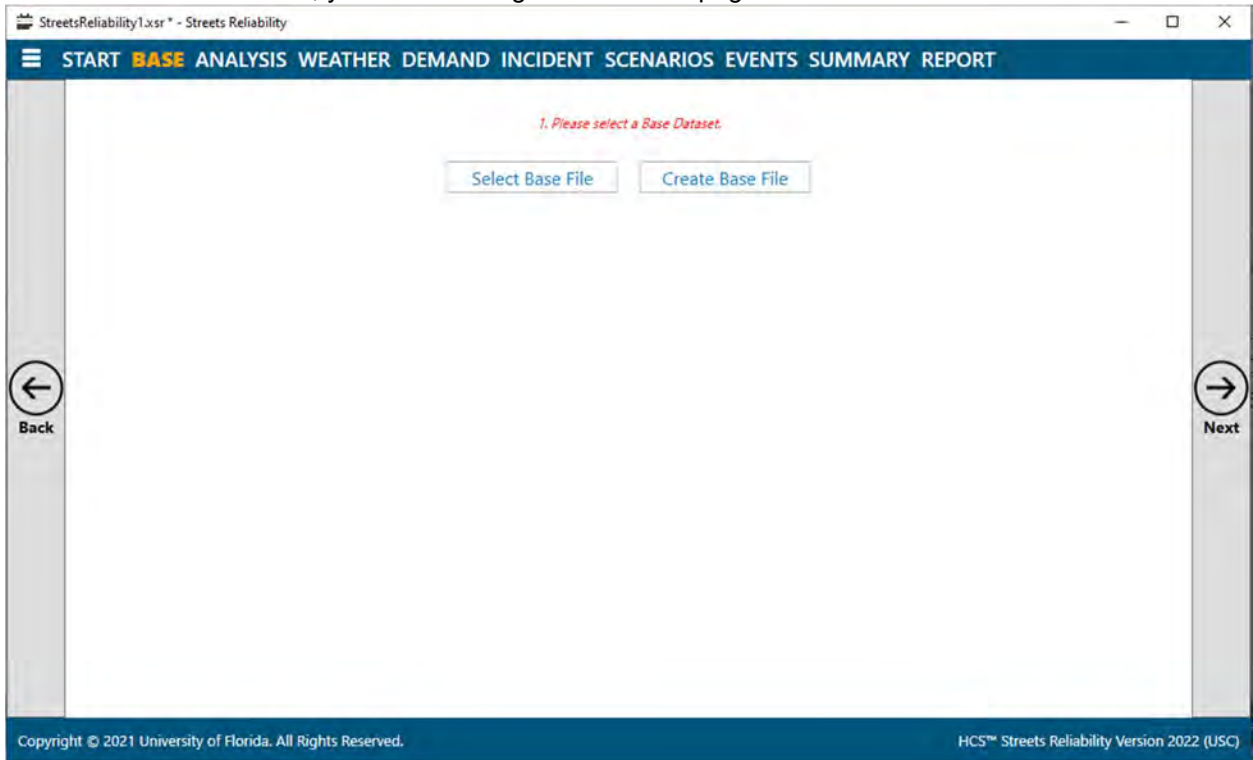 StreetsReliability1.xsr * - Streets Reliability
START BASE ANALYSIS WEATHER DEMAND INCIDENT SCENARIOS EVENTS SUMMARY REPORT
1. Please select a Base Dataset.
Select Base File Create Base File
Back
Next
Copyright © 2021 University of Florida. All Rights Reserved.
HCS™ Streets Reliability Version 2022 (USC)